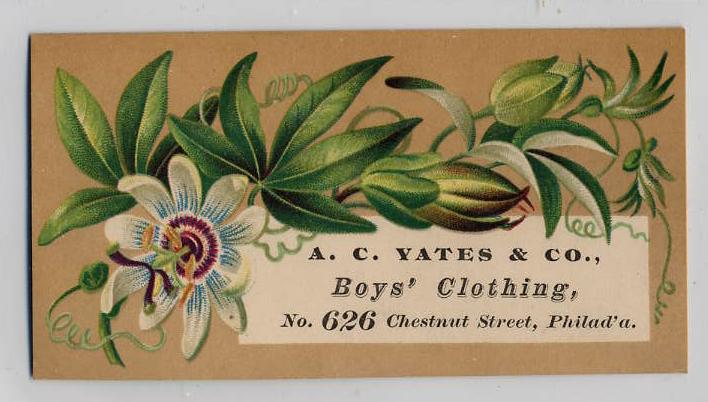 A. C. YATES & CO.,
Boys' Clothing,
No. 626 Chestnut Street, Philad'a.